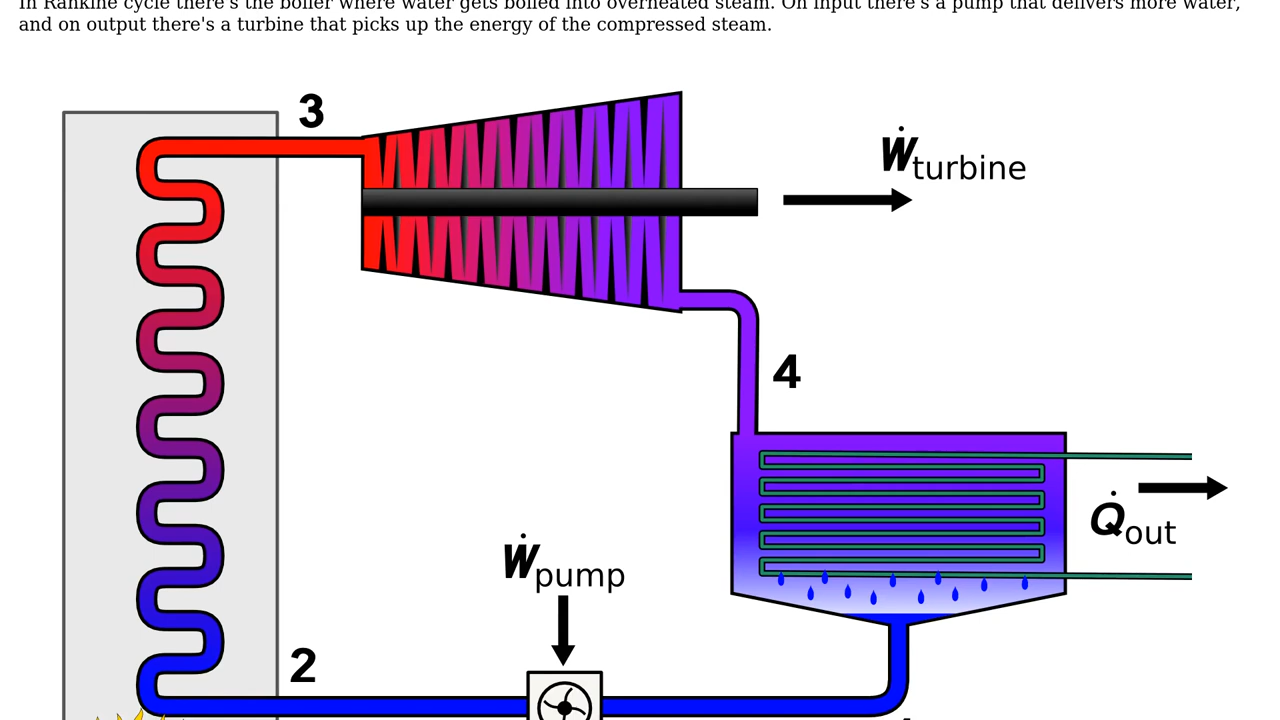 In Rankine cycle there's the boiler where water gets boiled into overheated steam. On input there's a pump that delivers more water,
and on output there's a turbine that picks up the energy of the compressed steam.
3
Ẇturbine
4
Q̇out
Ẇpump
2